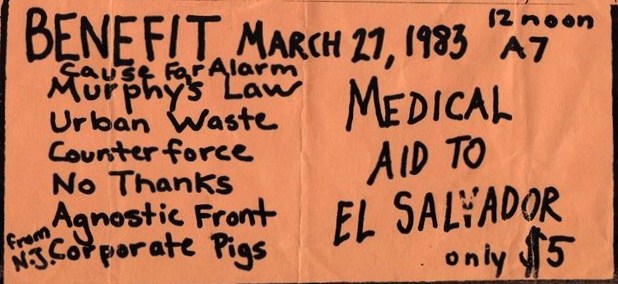 BENEFIT MARCH 27, 1983 12 noon
A7
Cause For Alarm
Murphy's Law
Urban Waste
Counterforce
No Thanks
Agnostic Front
from N.J. Corporate Pigs
MEDICAL
AID TO
EL SALVADOR
only $5